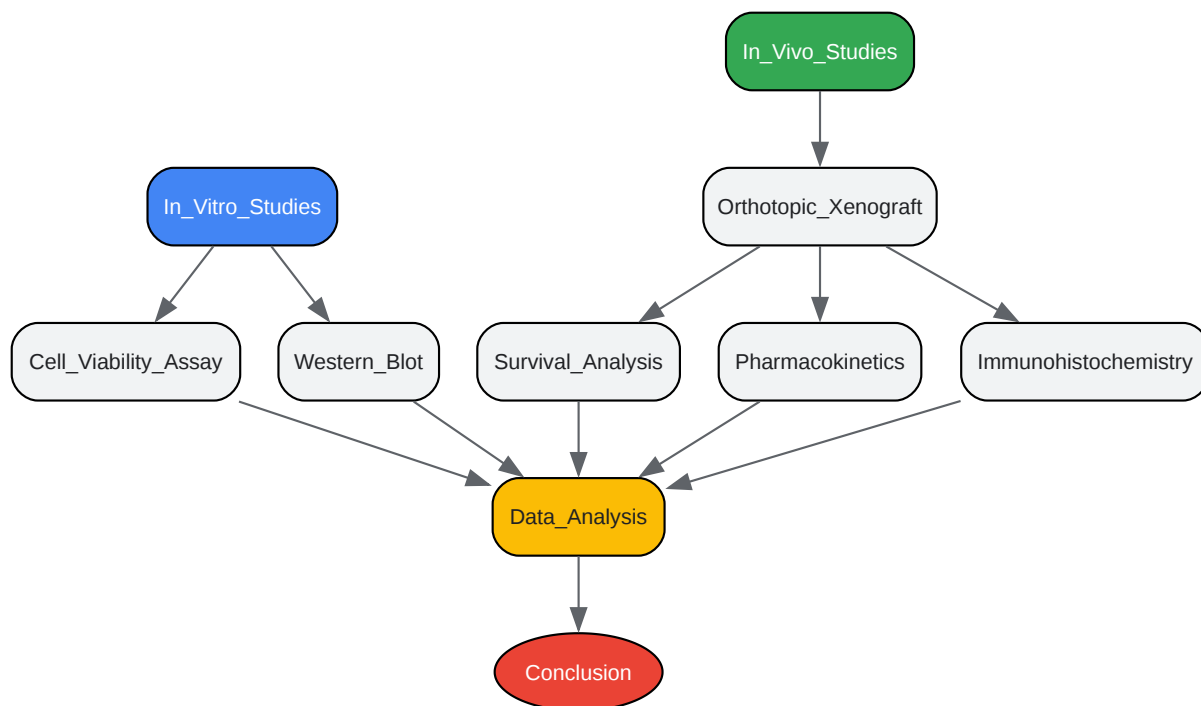 In_Vivo_Studies
In_Vitro_Studies
Orthotopic_Xenograft
Cell_Viability_Assay
Western_Blot
Survival_Analysis
Pharmacokinetics
Immunohistochemistry
Data_Analysis
Conclusion